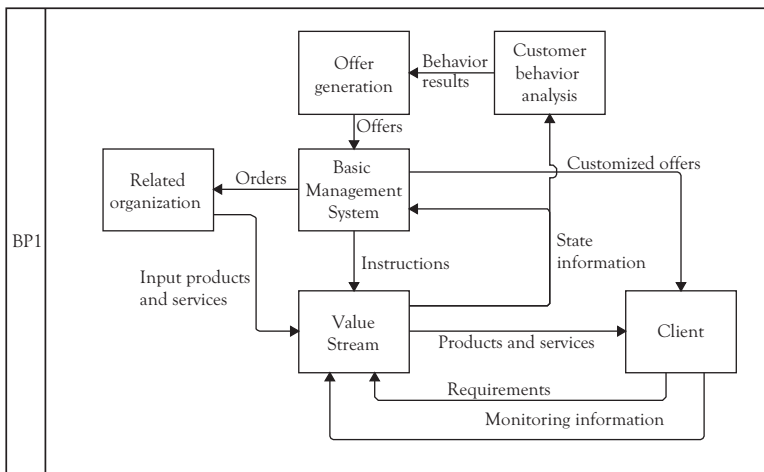 Offer
generation
Behavior
results
Customer
behavior
analysis
Offers
Related
organization
Orders
Basic
Management
System
Customized offers
BP1
Input products
and services
Instructions
State
information
Value
Stream
Products and services
Client
Requirements
Monitoring information